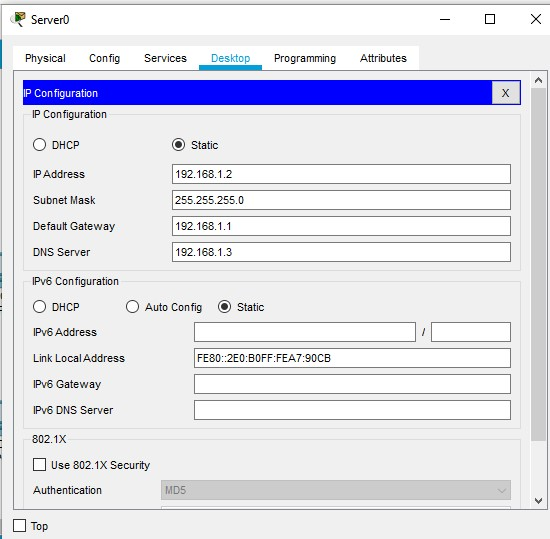 Server0
Physical Config Services Desktop Programming Attributes
IP Configuration X
IP Configuration
DHCP Static
IP Address 192.168.1.2
Subnet Mask 255.255.255.0
Default Gateway 192.168.1.1
DNS Server 192.168.1.3
IPv6 Configuration
DHCP Auto Config Static
IPv6 Address /
Link Local Address FE80::2E0:B0FF:FEA7:90CB
IPv6 Gateway
IPv6 DNS Server
802.1X
Use 802.1X Security
Authentication MD5
Top